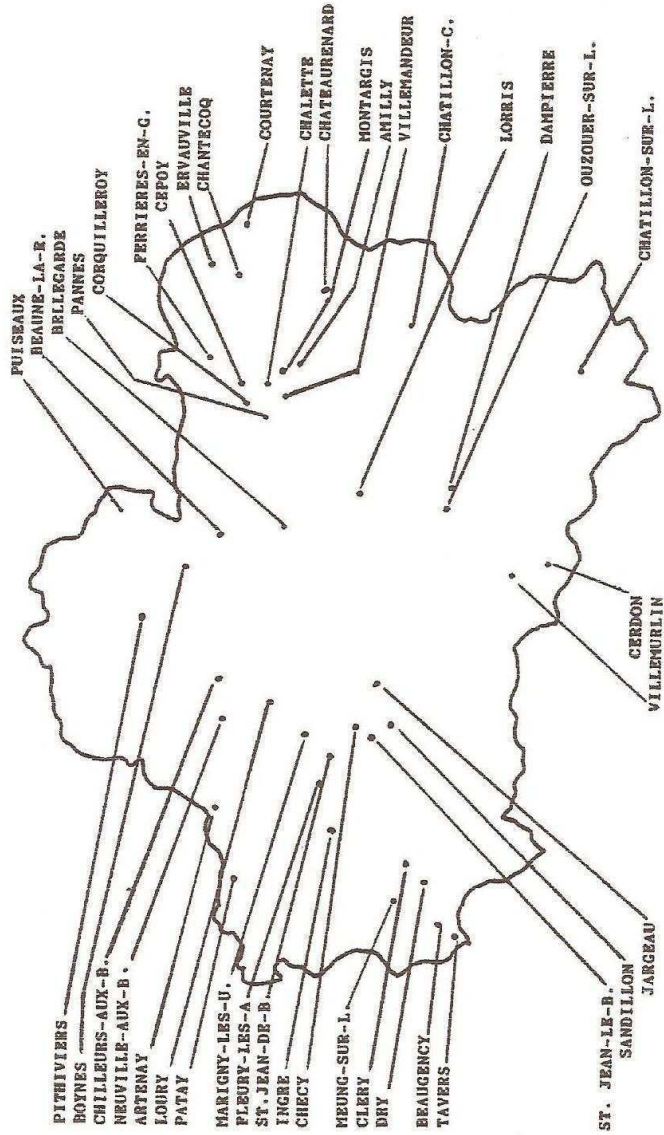 PITHIVIERS
BOYNES
CHILLEURS-AUX-B.
NEUVILLE-AUX-B.
ARTENAY
LOURY
PATAY
MARIGNY-LES-U.
FLEURY-LES-A
ST.JEAN-DE-B.
INGRE
CHECY
MEUNG-SUR-L.
CLERY
DRY
BEAUGENCY
TAVERS
ST. JEAN-LE-B.
SANDILLON
JARGEAU
PUISEAUX
BEAUNE-LA-R.
BELLEGARDE
PANNES
CORQUILLEROY
FERRIERES-EN-G.
CEPOY
ERVAUVILLE
CHANTECOQ
COURTENAY
CHALETTE
CHATEAURENARD
MONTARGIS
AMILLY
VILLEMANDEUR
CHATILLON-C.
LORRIS
DAMPIERRE
OUZOUER-SUR-L.
CHATILLON-SUR-L.
CERDON
VILLEMURLIN